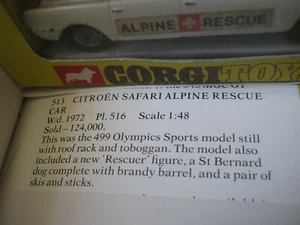 ALPINE RESCUE
CORGI TOY
513 CITROËN SAFARI ALPINE RESCUE
CAR
Wd. 1972 Pl. 516 Scale 1:48
Sold – 124,000.
This was the 499 Olympics Sports model still
with roof rack and toboggan. The model also
included a new 'Rescuer' figure, a St Bernard
dog complete with brandy barrel, and a pair of
skis and sticks.